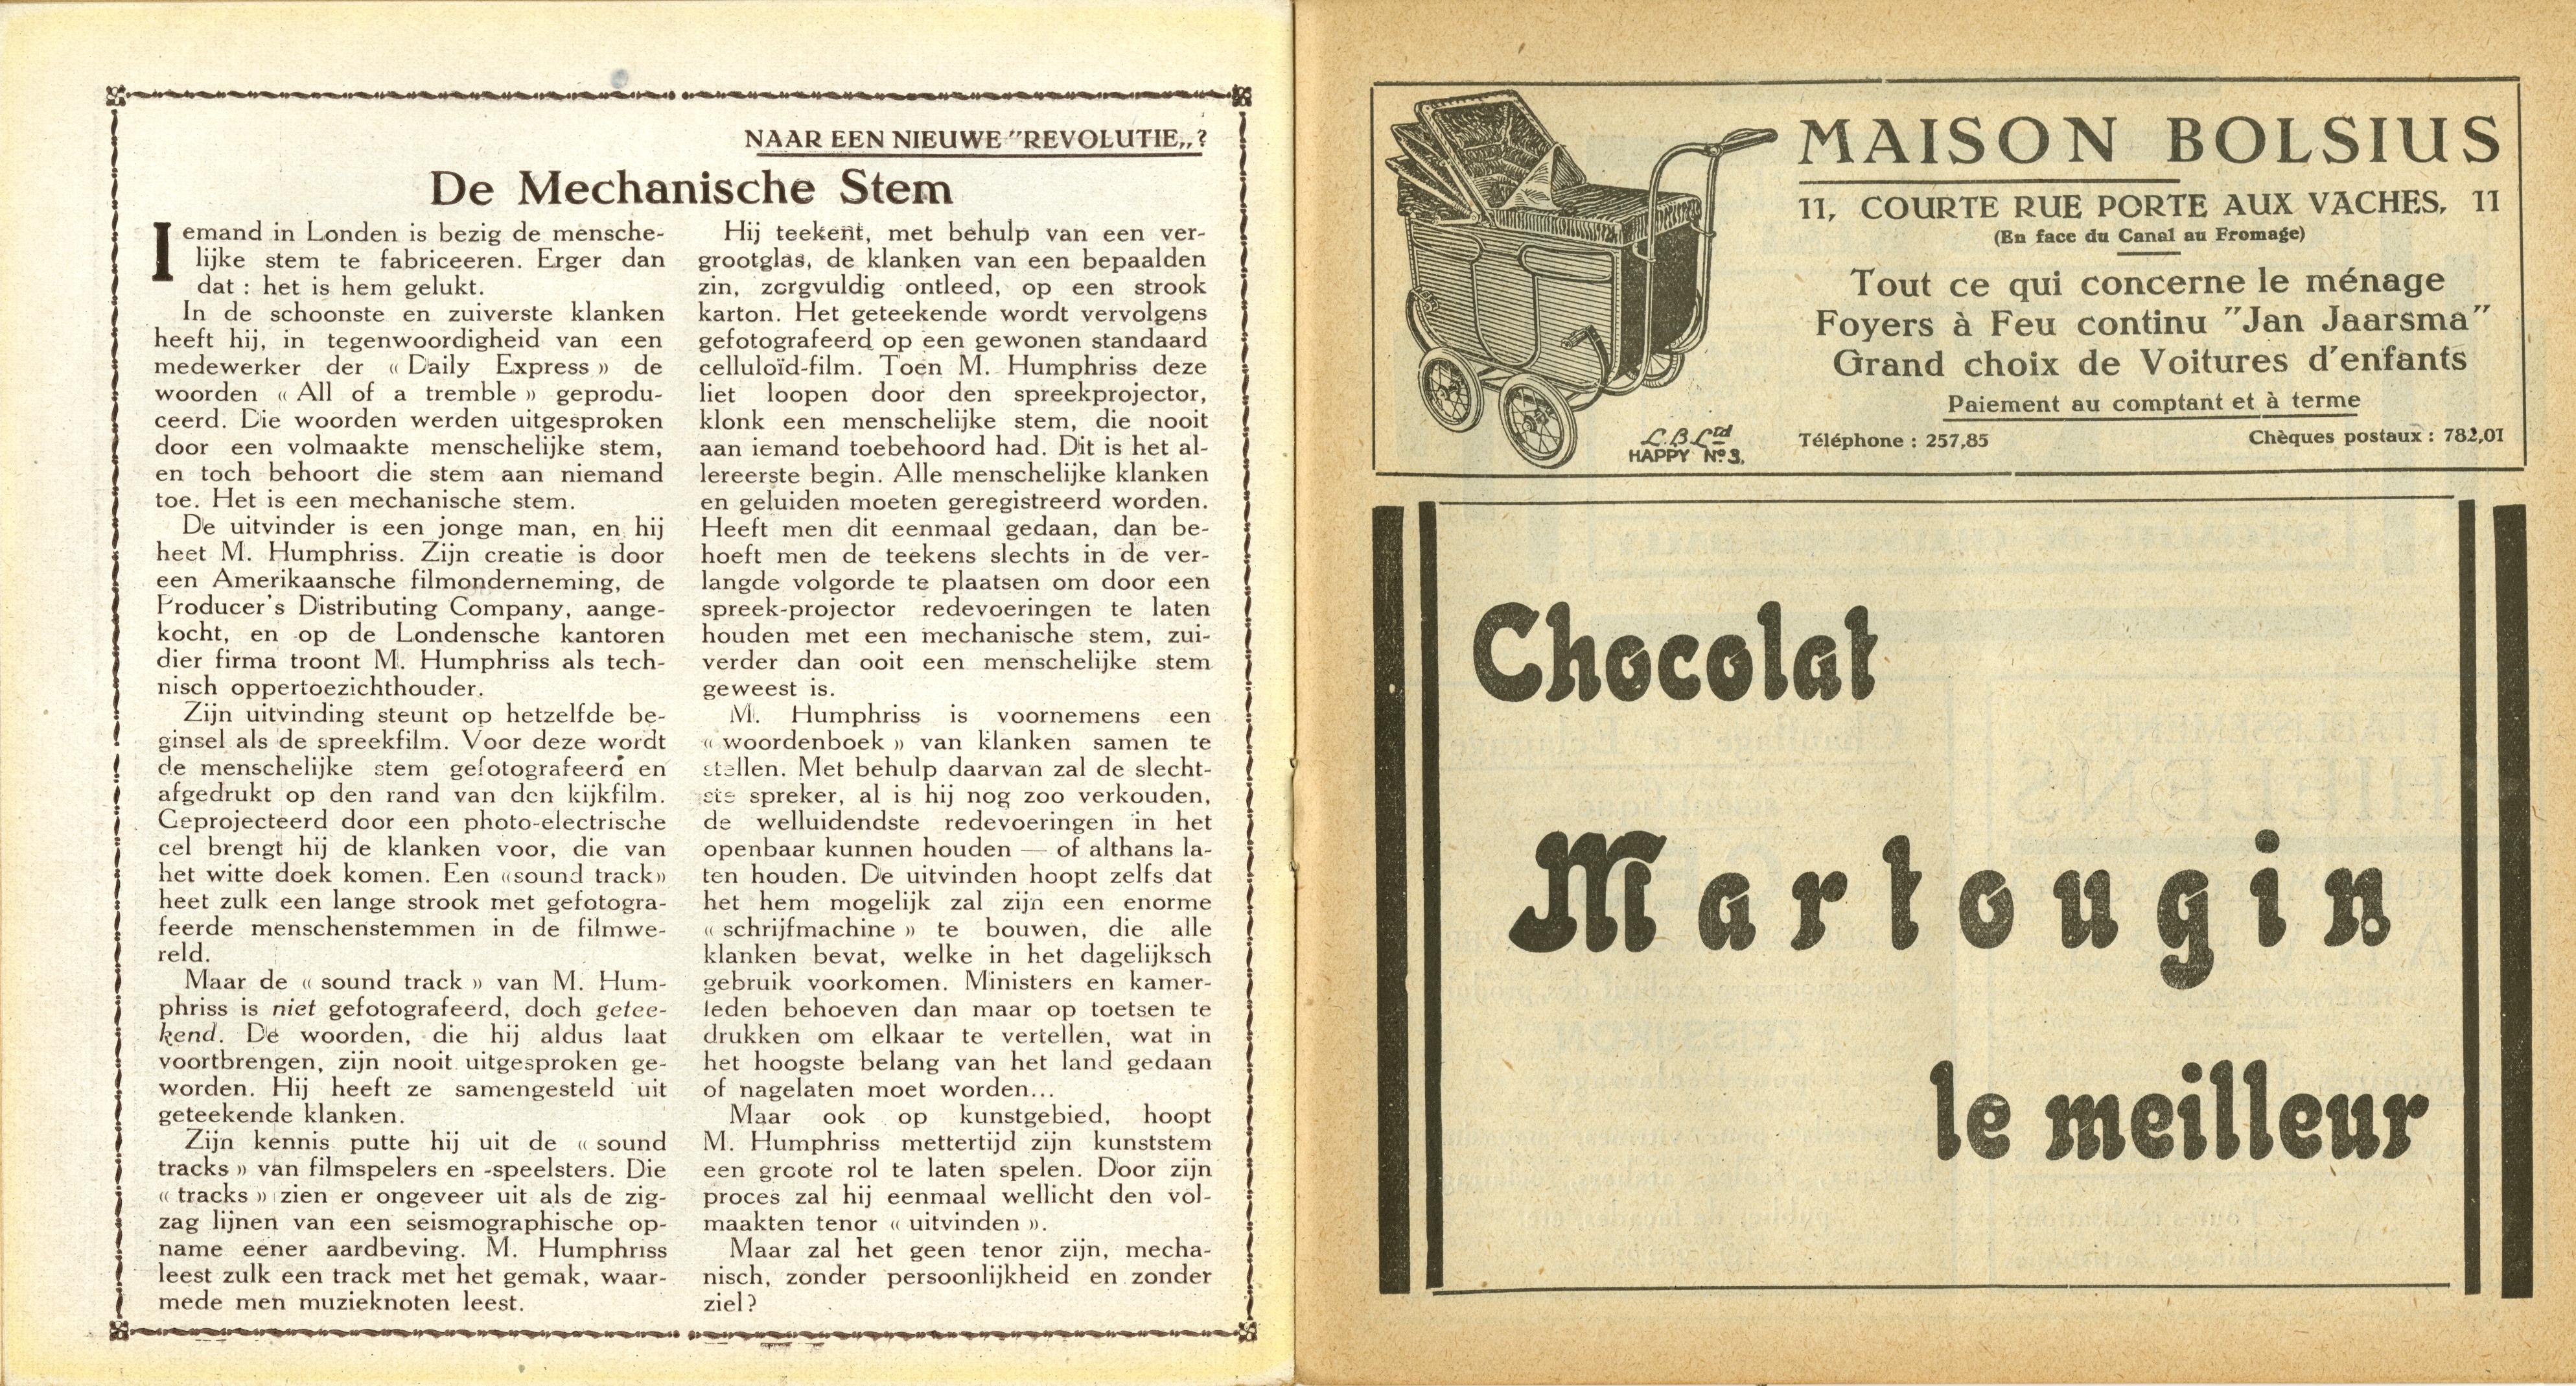 NAAR EEN NIEUWE "REVOLUTIE„?
De Mechanische Stem
Iemand in Londen is bezig de mensche-
lijke stem te fabriceeren. Erger dan
dat : het is hem gelukt.
In de schoonste en zuiverste klanken
heeft hij, in tegenwoordigheid van een
medewerker der « Daily Express » de
woorden « All of a tremble » geprodu-
ceerd. Die woorden werden uitgesproken
door een volmaakte menschelijke stem,
en toch behoort die stem aan niemand
toe. Het is een mechanische stem.
De uitvinder is een jonge man, en hij
heet M. Humphriss. Zijn creatie is door
een Amerikaansche filmonderneming, de
Producer's Distributing Company, aange-
kocht, en op de Londensche kantoren
dier firma troont M. Humphriss als tech-
nisch oppertoezichthouder.
Zijn uitvinding steunt op hetzelfde be-
ginsel als de spreekfilm. Voor deze wordt
de menschelijke stem gefotografeerd en
afgedrukt op den rand van den kijkfilm.
Geprojecteerd door een photo-electrische
cel brengt hij de klanken voor, die van
het witte doek komen. Een «sound track»
heet zulk een lange strook met gefotogra-
feerde menschenstemmen in de filmwe-
reld.
Maar de « sound track » van M. Hum-
phriss is niet gefotografeerd, doch getee-
kend. De woorden, die hij aldus laat
voortbrengen, zijn nooit uitgesproken ge-
worden. Hij heeft ze samengesteld uit
geteekende klanken.
Zijn kennis putte hij uit de « sound
tracks » van filmspelers en -speelsters. Die
« tracks » zien er ongeveer uit als de zig-
zag lijnen van een seismographische op-
name eener aardbeving. M. Humphriss
leest zulk een track met het gemak, waar-
mede men muzieknoten leest.
Hij teekent, met behulp van een ver-
grootglas, de klanken van een bepaalden
zin, zorgvuldig ontleed, op een strook
karton. Het geteekende wordt vervolgens
gefotografeerd op een gewonen standaard
celluloïd-film. Toen M. Humphriss deze
liet loopen door den spreekprojector,
klonk een menschelijke stem, die nooit
aan iemand toebehoord had. Dit is het al-
lereerste begin. Alle menschelijke klanken
en geluiden moeten geregistreerd worden.
Heeft men dit eenmaal gedaan, dan be-
hoeft men de teekens slechts in de ver-
langde volgorde te plaatsen om door een
spreek-projector redevoeringen te laten
houden met een mechanische stem, zui-
verder dan ooit een menschelijke stem
geweest is.
M. Humphriss is voornemens een
« woordenboek » van klanken samen te
stellen. Met behulp daarvan zal de slecht-
ste spreker, al is hij nog zoo verkouden,
de welluidendste redevoeringen in het
openbaar kunnen houden — of althans la-
ten houden. De uitvinden hoopt zelfs dat
het hem mogelijk zal zijn een enorme
« schrijfmachine » te bouwen, die alle
klanken bevat, welke in het dagelijksch
gebruik voorkomen. Ministers en kamer-
leden behoeven dan maar op toetsen te
drukken om elkaar te vertellen, wat in
het hoogste belang van het land gedaan
of nagelaten moet worden...
Maar ook op kunstgebied, hoopt
M. Humphriss mettertijd zijn kunststem
een groote rol te laten spelen. Door zijn
proces zal hij eenmaal wellicht den vol-
maakten tenor « uitvinden ».
Maar zal het geen tenor zijn, mecha-
nisch, zonder persoonlijkheid en zonder
ziel?
MAISON BOLSIUS
11, COURTE RUE PORTE AUX VACHES, 11
(En face du Canal au Fromage)
Tout ce qui concerne le ménage
Foyers à Feu continu "Jan Jaarsma"
Grand choix de Voitures d'enfants
Paiement au comptant et à terme
Téléphone : 257,85 Chèques postaux : 782,01
L.B. Ltd
HAPPY No 3.
Chocolat
Martougin
le meilleur